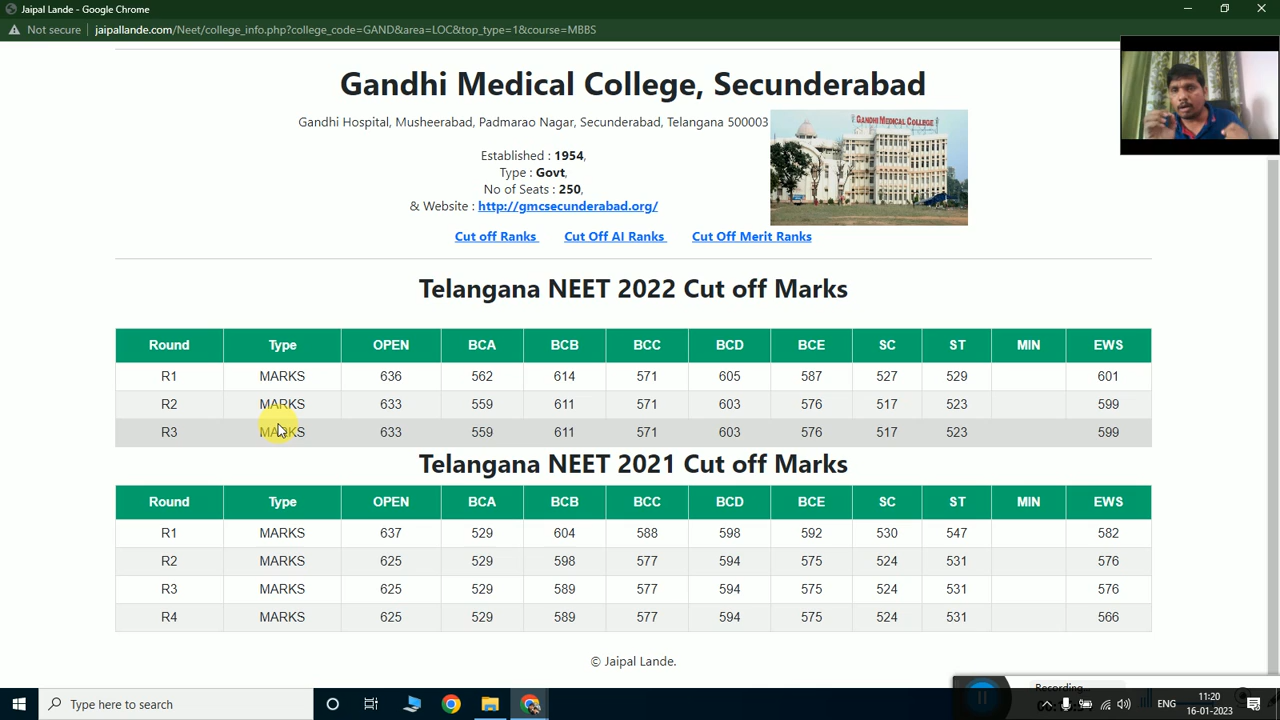 Jaipal Lande - Google Chrome
Not secure jaipallande.com/Neet/college_info.php?college_code=GAND&area=LOC&top_type=1&course=MBBS
Gandhi Medical College, Secunderabad
Gandhi Hospital, Musheerabad, Padmarao Nagar, Secunderabad, Telangana 500003
GANDHI MEDICAL COLLEGE
Established : 1954,
Type : Govt,
No of Seats : 250,
& Website : http://gmcsecunderabad.org/
Cut off Ranks Cut Off AI Ranks Cut Off Merit Ranks
Telangana NEET 2022 Cut off Marks
Round Type OPEN BCA BCB BCC BCD BCE SC ST MIN EWS
R1 MARKS 636 562 614 571 605 587 527 529 601
R2 MARKS 633 559 611 571 603 576 517 523 599
R3 MARKS 633 559 611 571 603 576 517 523 599
Telangana NEET 2021 Cut off Marks
Round Type OPEN BCA BCB BCC BCD BCE SC ST MIN EWS
R1 MARKS 637 529 604 588 598 592 530 547 582
R2 MARKS 625 529 598 577 594 575 524 531 576
R3 MARKS 625 529 589 577 594 575 524 531 576
R4 MARKS 625 529 589 577 594 575 524 531 566
© Jaipal Lande.
Recording...
Type here to search
ENG
11:20
16-01-2023